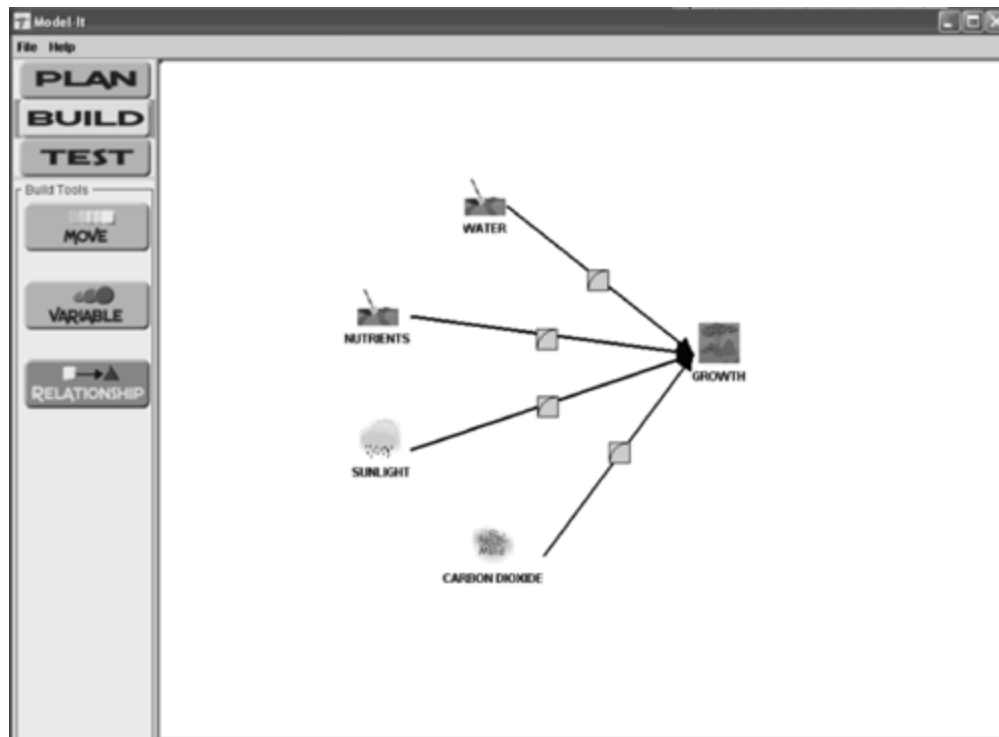 Model-It
File Help
PLAN
BUILD
TEST
Build Tools
MOVE
VARIABLE
RELATIONSHIP
WATER
NUTRIENTS
GROWTH
SUNLIGHT
CARBON DIOXIDE